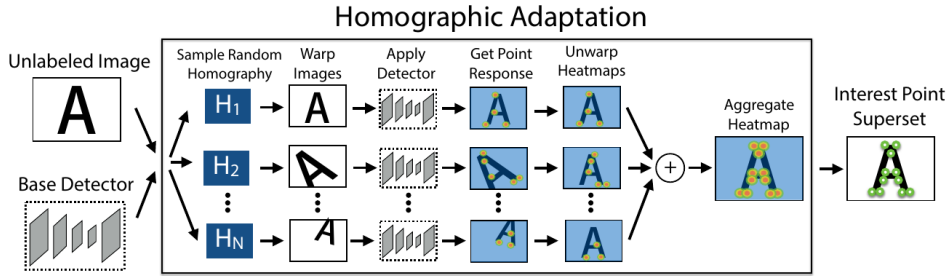 Homographic Adaptation
Unlabeled Image
A
Base Detector
Sample Random
Homography
Warp
Images
Apply
Detector
Get Point
Response
Unwarp
Heatmaps
H1
A
A
A
H2
A
A
A
HN
A
A
A
+
Aggregate
Heatmap
A
Interest Point
Superset
A